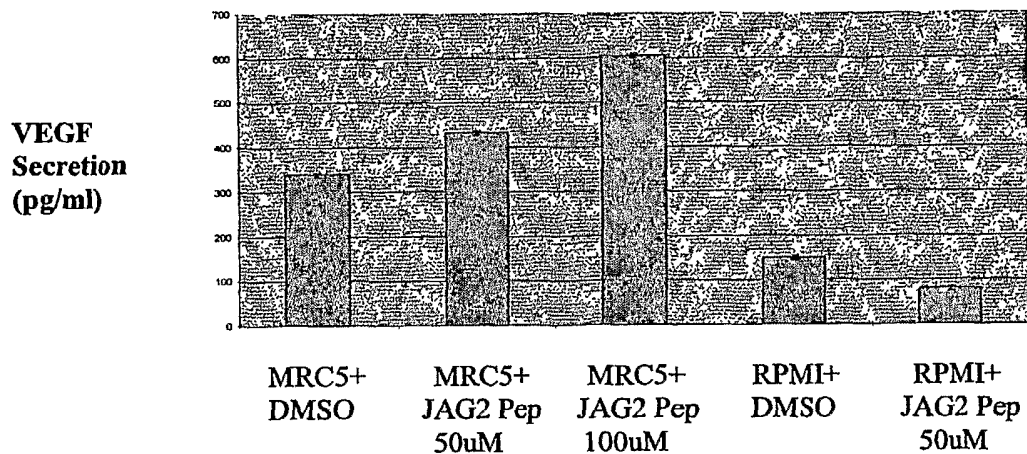 700
600
500
400
300
200
100
0
VEGF
Secretion
(pg/ml)
MRC5+
DMSO
MRC5+
JAG2 Pep
50uM
MRC5+
JAG2 Pep
100uM
RPMI+
DMSO
RPMI+
JAG2 Pep
50uM